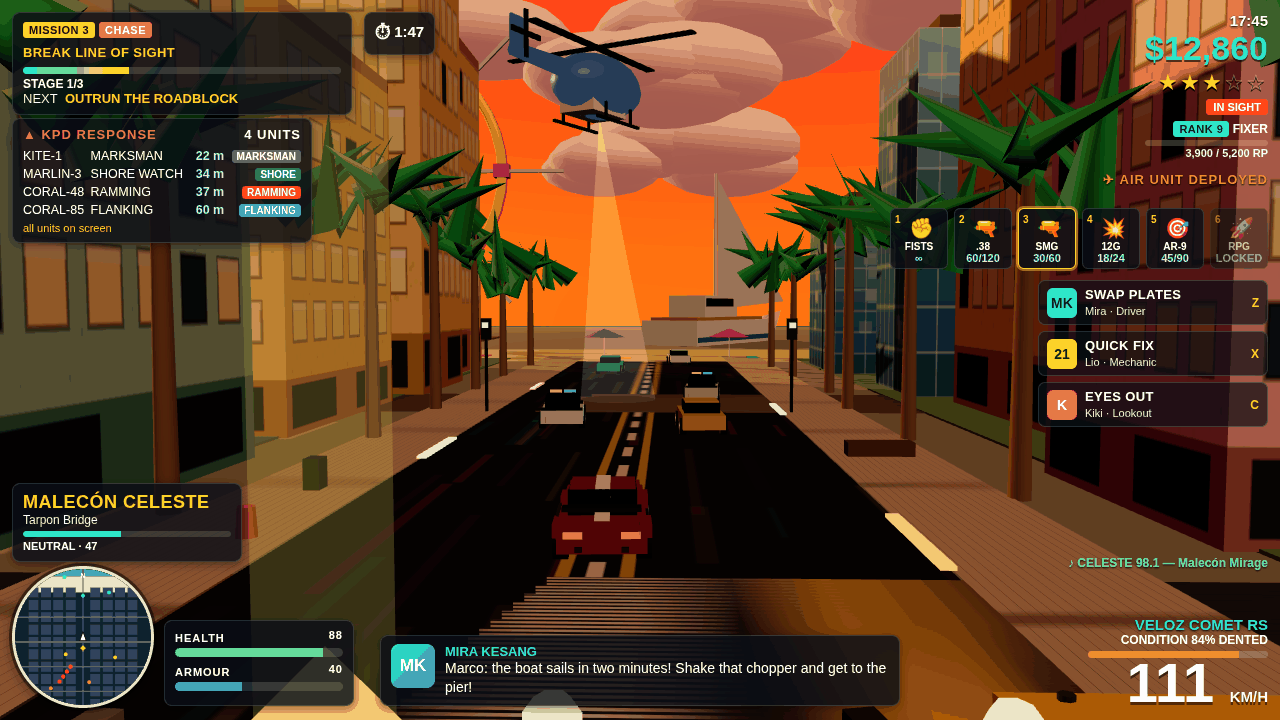 MISSION 3 CHASE
BREAK LINE OF SIGHT
STAGE 1/3
NEXT OUTRUN THE ROADBLOCK
⏱ 1:47
▲ KPD RESPONSE 4 UNITS
KITE-1 MARKSMAN 22 m MARKSMAN
MARLIN-3 SHORE WATCH 34 m SHORE
CORAL-48 RAMMING 37 m RAMMING
CORAL-85 FLANKING 60 m FLANKING
all units on screen
17:45
$12,860
★★★☆☆
IN SIGHT
RANK 9 FIXER
3,900 / 5,200 RP
✈ AIR UNIT DEPLOYED
1 FISTS ∞
2 .38 60/120
3 SMG 30/60
4 12G 18/24
5 AR-9 45/90
6 RPG LOCKED
MK SWAP PLATES Z
Mira · Driver
21 QUICK FIX X
Lio · Mechanic
K EYES OUT C
Kiki · Lookout
MALECÓN CELESTE
Tarpon Bridge
NEUTRAL · 47
N
HEALTH 88
ARMOUR 40
MK
MIRA KESANG
Marco: the boat sails in two minutes! Shake that chopper and get to the
pier!
♪ CELESTE 98.1 — Malecón Mirage
VELOZ COMET RS
CONDITION 84% DENTED
111 KM/H